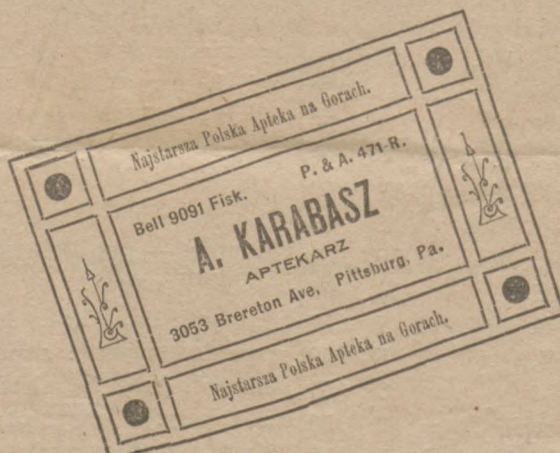 Najstarsza Polska Apteka na Gorach.
Bell 9091 Fisk. P. & A. 471-R.
A. KARABASZ
APTEKARZ
3053 Brereton Ave. Pittsburg, Pa.
Najstarsza Polska Apteka na Gorach.